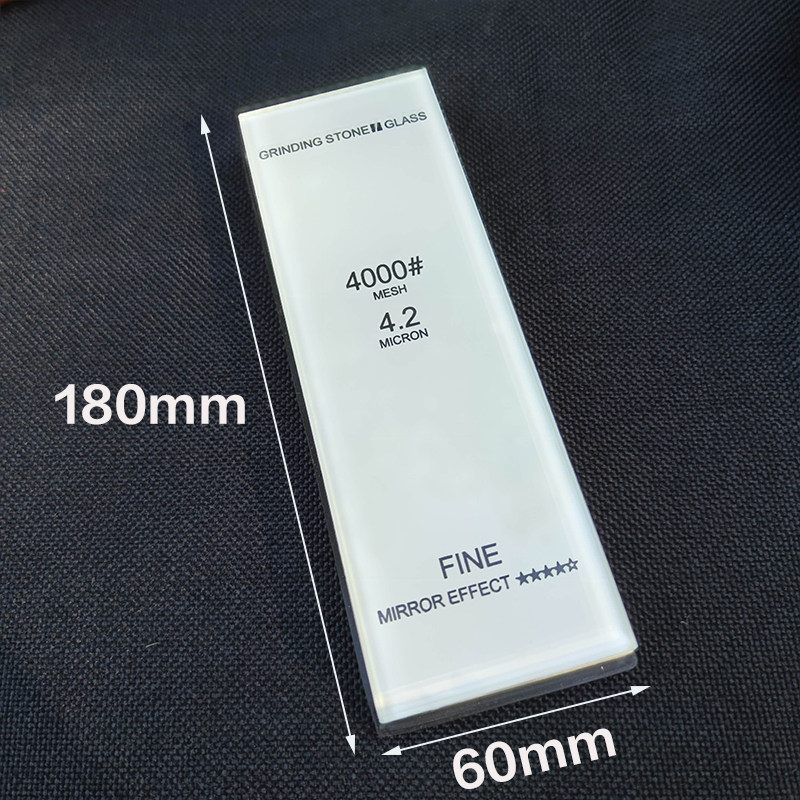 GRINDING STONE GLASS
4000#
MESH
4.2
MICRON
180mm
FINE
MIRROR EFFECT ★★★★☆
60mm